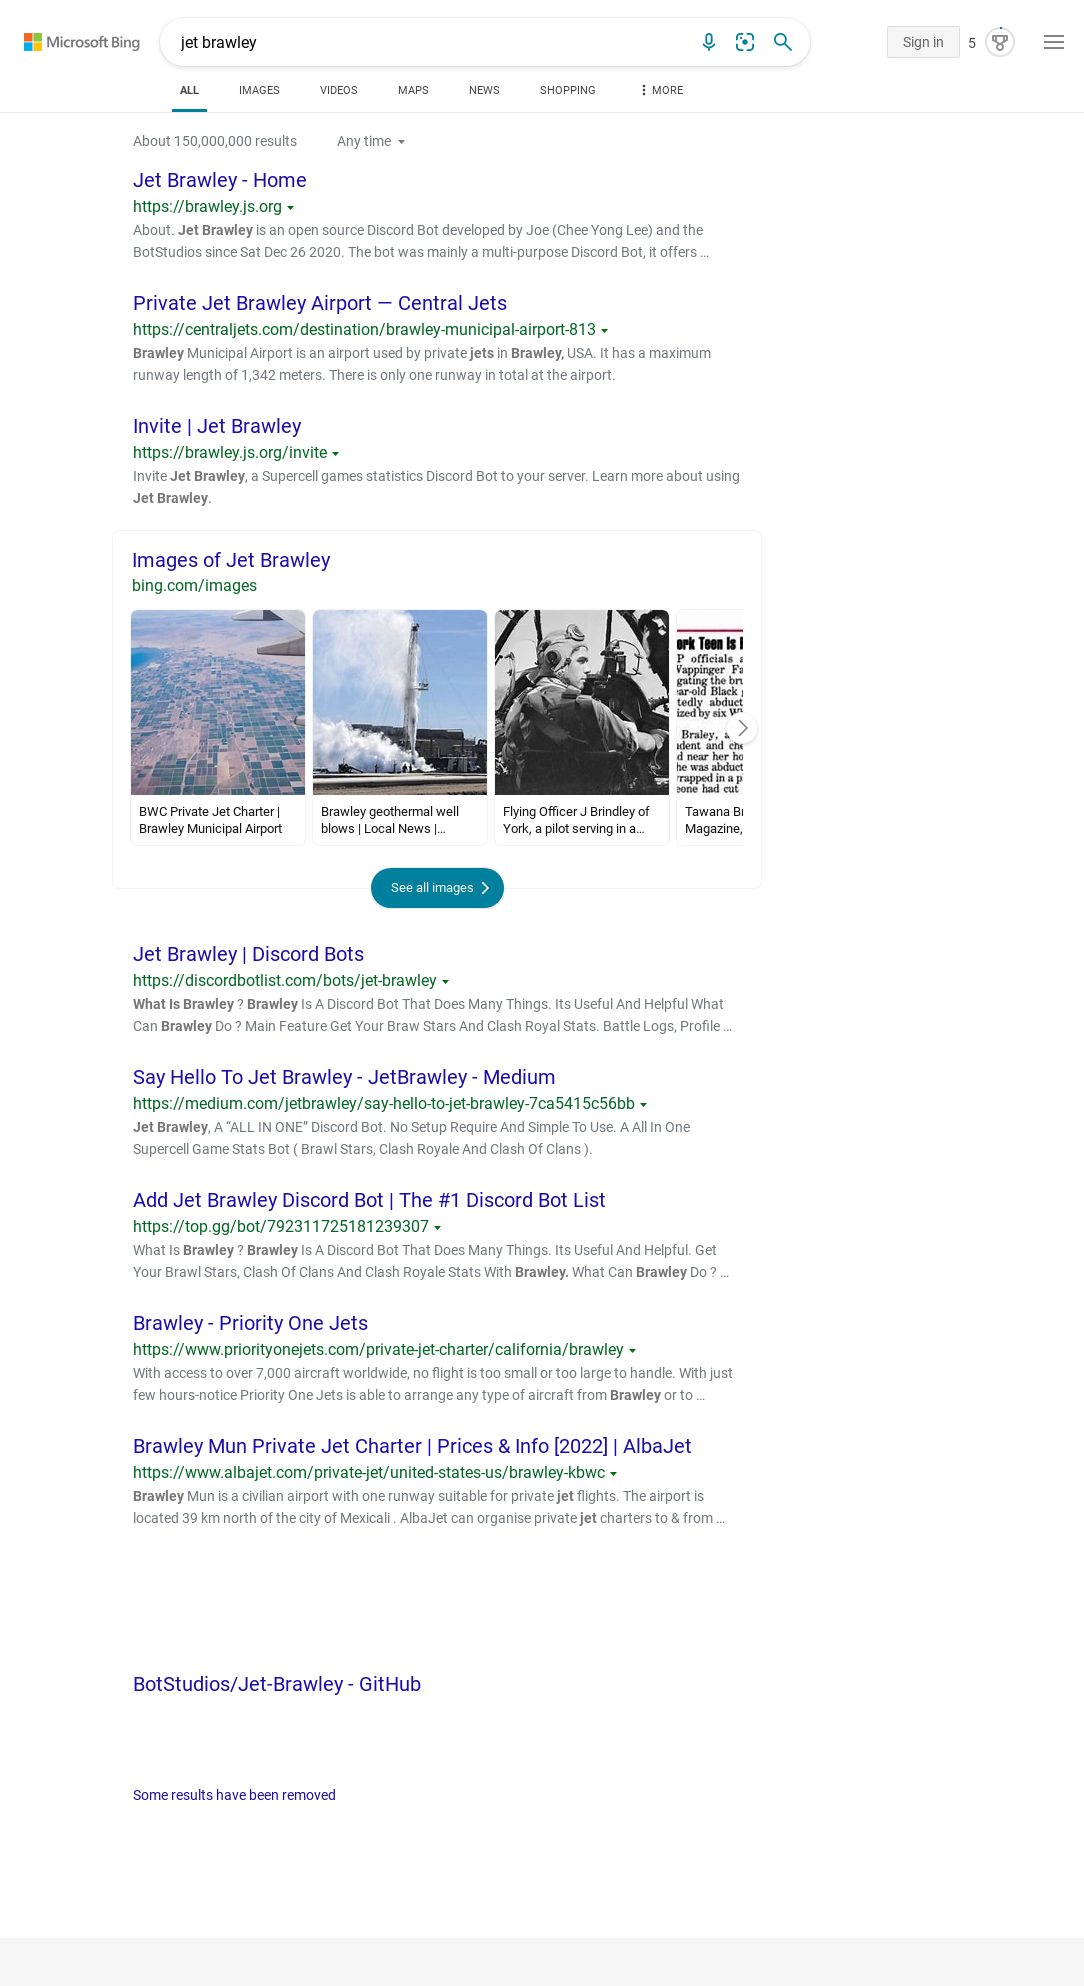 Microsoft Bing
jet brawley
Sign in
5
ALL
IMAGES
VIDEOS
MAPS
NEWS
SHOPPING
MORE
About 150,000,000 results
Any time
Jet Brawley - Home
https://brawley.js.org
About. Jet Brawley is an open source Discord Bot developed by Joe (Chee Yong Lee) and the
BotStudios since Sat Dec 26 2020. The bot was mainly a multi-purpose Discord Bot, it offers …
Private Jet Brawley Airport — Central Jets
https://centraljets.com/destination/brawley-municipal-airport-813
Brawley Municipal Airport is an airport used by private jets in Brawley, USA. It has a maximum
runway length of 1,342 meters. There is only one runway in total at the airport.
Invite | Jet Brawley
https://brawley.js.org/invite
Invite Jet Brawley, a Supercell games statistics Discord Bot to your server. Learn more about using
Jet Brawley.
Images of Jet Brawley
bing.com/images
ork Teen Is
P officials a
Wappinger Fa
gating the bru
ear-old Black
tedly abduct
ized by six W
Braley, a
udent and che
d near her ho
he was abduc
rapped in a pl
eone had cut
BWC Private Jet Charter |
Brawley Municipal Airport
Brawley geothermal well
blows | Local News |…
Flying Officer J Brindley of
York, a pilot serving in a…
Tawana Br
Magazine,
See all images
Jet Brawley | Discord Bots
https://discordbotlist.com/bots/jet-brawley
What Is Brawley ? Brawley Is A Discord Bot That Does Many Things. Its Useful And Helpful What
Can Brawley Do ? Main Feature Get Your Braw Stars And Clash Royal Stats. Battle Logs, Profile …
Say Hello To Jet Brawley - JetBrawley - Medium
https://medium.com/jetbrawley/say-hello-to-jet-brawley-7ca5415c56bb
Jet Brawley, A “ALL IN ONE” Discord Bot. No Setup Require And Simple To Use. A All In One
Supercell Game Stats Bot ( Brawl Stars, Clash Royale And Clash Of Clans ).
Add Jet Brawley Discord Bot | The #1 Discord Bot List
https://top.gg/bot/792311725181239307
What Is Brawley ? Brawley Is A Discord Bot That Does Many Things. Its Useful And Helpful. Get
Your Brawl Stars, Clash Of Clans And Clash Royale Stats With Brawley. What Can Brawley Do ? …
Brawley - Priority One Jets
https://www.priorityonejets.com/private-jet-charter/california/brawley
With access to over 7,000 aircraft worldwide, no flight is too small or too large to handle. With just
few hours-notice Priority One Jets is able to arrange any type of aircraft from Brawley or to …
Brawley Mun Private Jet Charter | Prices & Info [2022] | AlbaJet
https://www.albajet.com/private-jet/united-states-us/brawley-kbwc
Brawley Mun is a civilian airport with one runway suitable for private jet flights. The airport is
located 39 km north of the city of Mexicali . AlbaJet can organise private jet charters to & from …
BotStudios/Jet-Brawley - GitHub
Some results have been removed